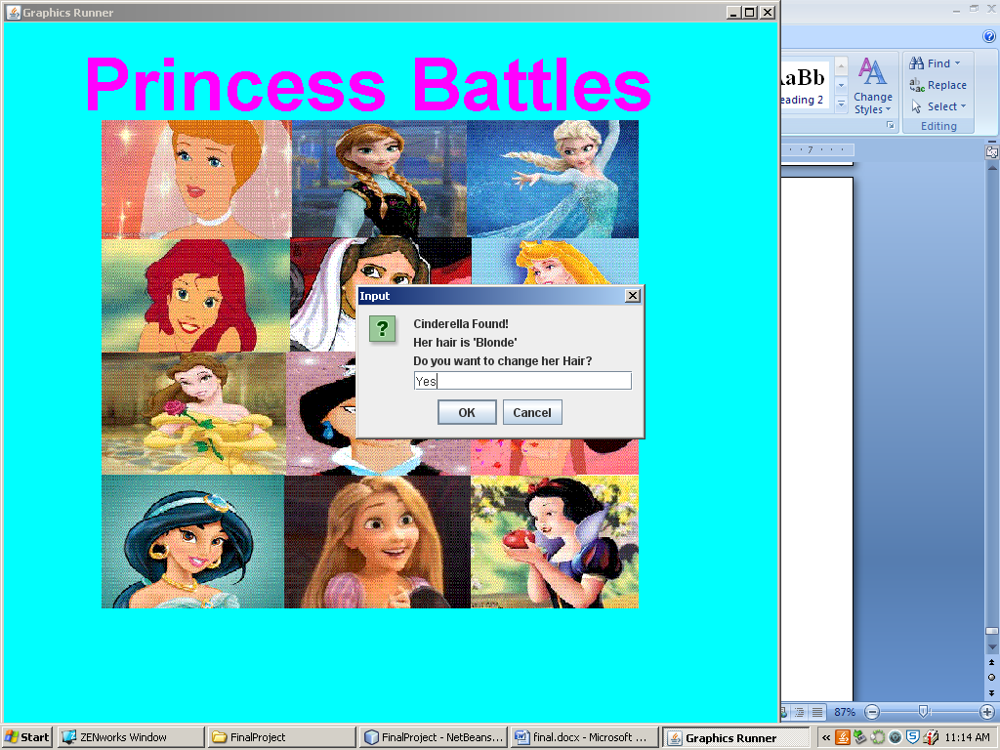 Graphics Runner
Princess Battles
Input
?
Cinderella Found!
Her hair is 'Blonde'
Do you want to change her Hair?
Yes
OK
Cancel
AaBb
eading 2
Change
Styles
Find
Replace
Select
Editing
7
87%
Start
ZENworks Window
FinalProject
FinalProject - NetBeans...
final.docx - Microsoft ...
Graphics Runner
11:14 AM